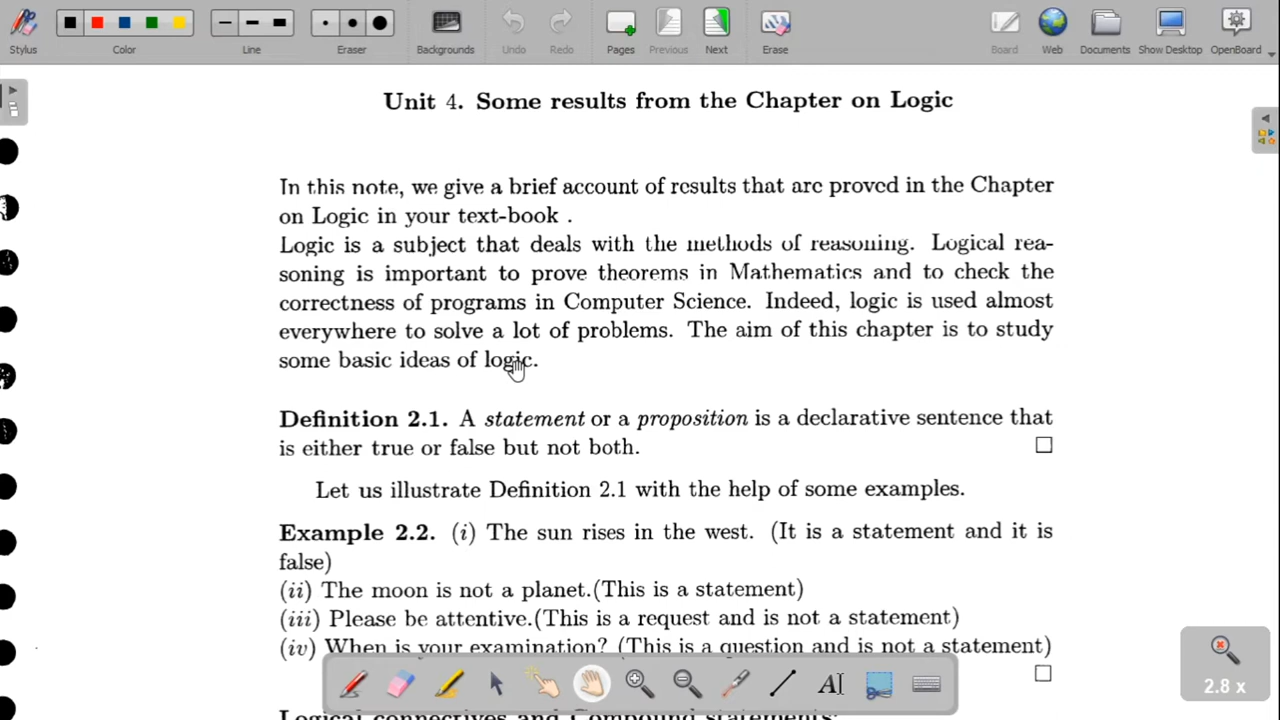 Stylus
Color
Line
Eraser
Backgrounds
Undo
Redo
Pages
Previous
Next
Erase
Board
Web
Documents
Show Desktop
OpenBoard
Unit 4. Some results from the Chapter on Logic
In this note, we give a brief account of results that are proved in the Chapter
on Logic in your text-book .
Logic is a subject that deals with the methods of reasoning. Logical rea-
soning is important to prove theorems in Mathematics and to check the
correctness of programs in Computer Science. Indeed, logic is used almost
everywhere to solve a lot of problems. The aim of this chapter is to study
some basic ideas of logic.
Definition 2.1. A statement or a proposition is a declarative sentence that
is either true or false but not both. □
Let us illustrate Definition 2.1 with the help of some examples.
Example 2.2. (i) The sun rises in the west. (It is a statement and it is
false)
(ii) The moon is not a planet.(This is a statement)
(iii) Please be attentive.(This is a request and is not a statement)
(iv) When is your examination? (This is a question and is not a statement)
□
AI
2.8 x
Logical connectives and Compound statements: